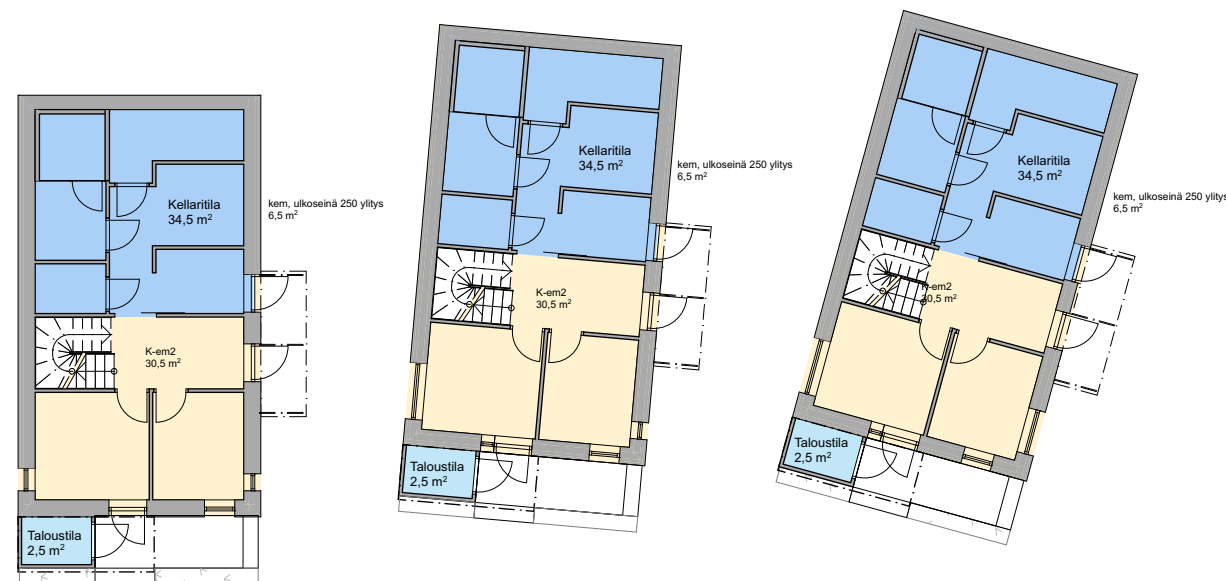 Kellaritila
34,5 m²
kem, ulkoseinä 250 ylitys
6,5 m²
K-em2
30,5 m²
Taloustila
2,5 m²
Kellaritila
34,5 m²
kem, ulkoseinä 250 ylitys
6,5 m²
K-em2
30,5 m²
Taloustila
2,5 m²
Kellaritila
34,5 m²
kem, ulkoseinä 250 ylitys
6,5 m²
K-em2
30,5 m²
Taloustila
2,5 m²